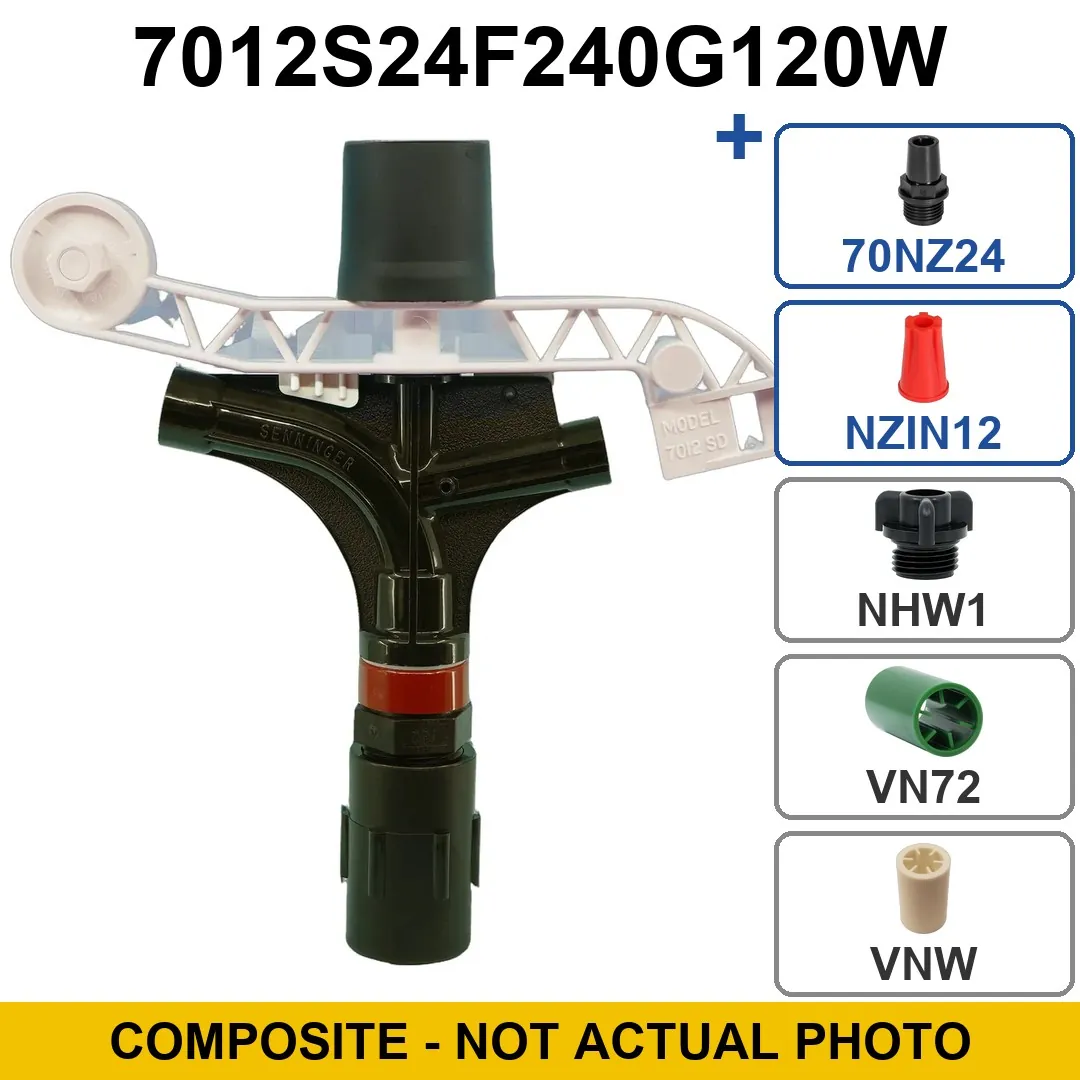 7012S24F240G120W
+
70NZ24
NZIN12
SENNINGER
MODEL
7012 SD
NHW1
VN72
VNW
COMPOSITE - NOT ACTUAL PHOTO